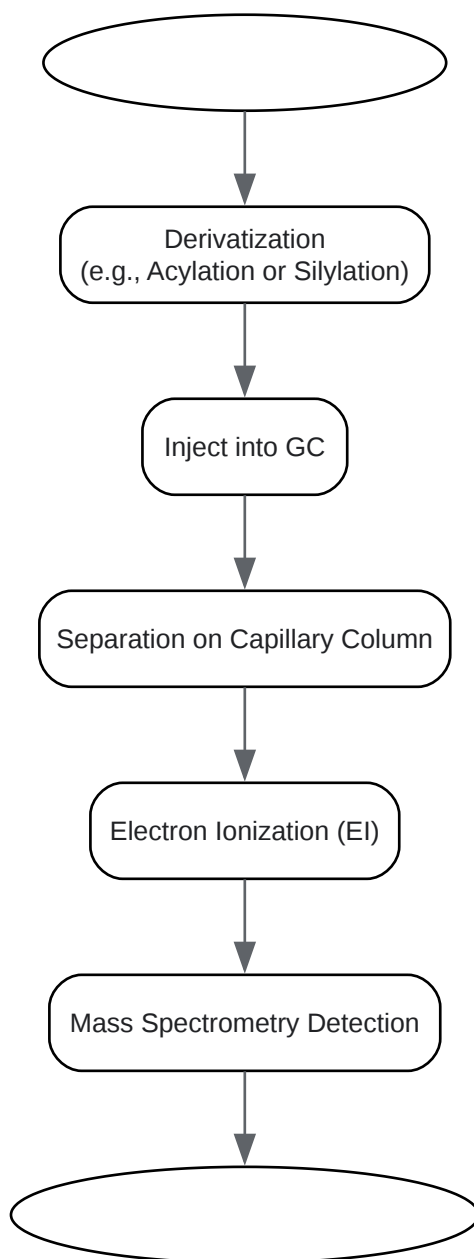 Derivatization
(e.g., Acylation or Silylation)
Inject into GC
Separation on Capillary Column
Electron Ionization (EI)
Mass Spectrometry Detection